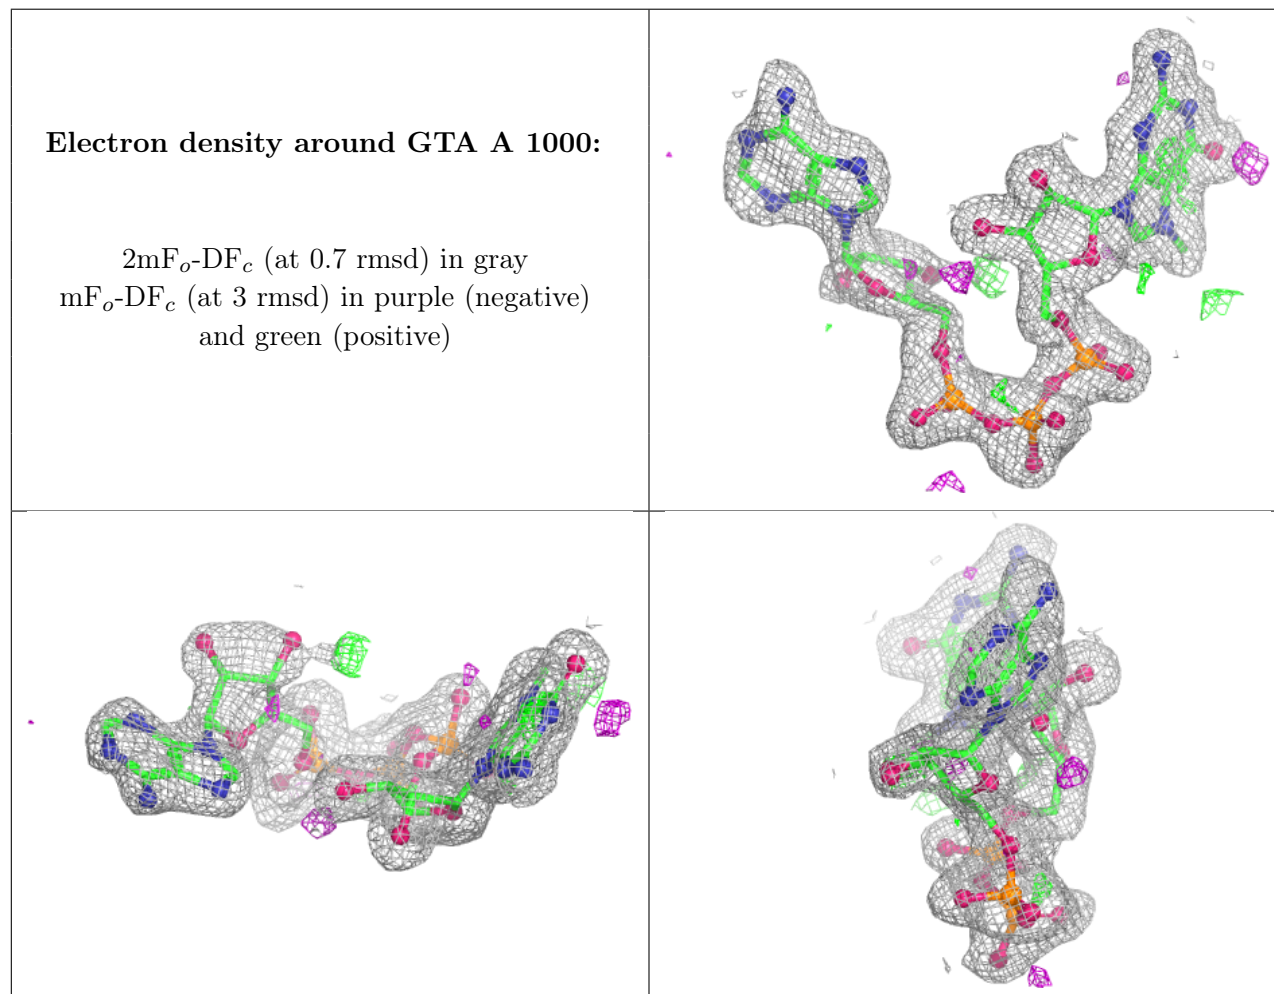 Electron density around GTA A 1000:
2mFo-DFc (at 0.7 rmsd) in gray
mFo-DFc (at 3 rmsd) in purple (negative)
and green (positive)